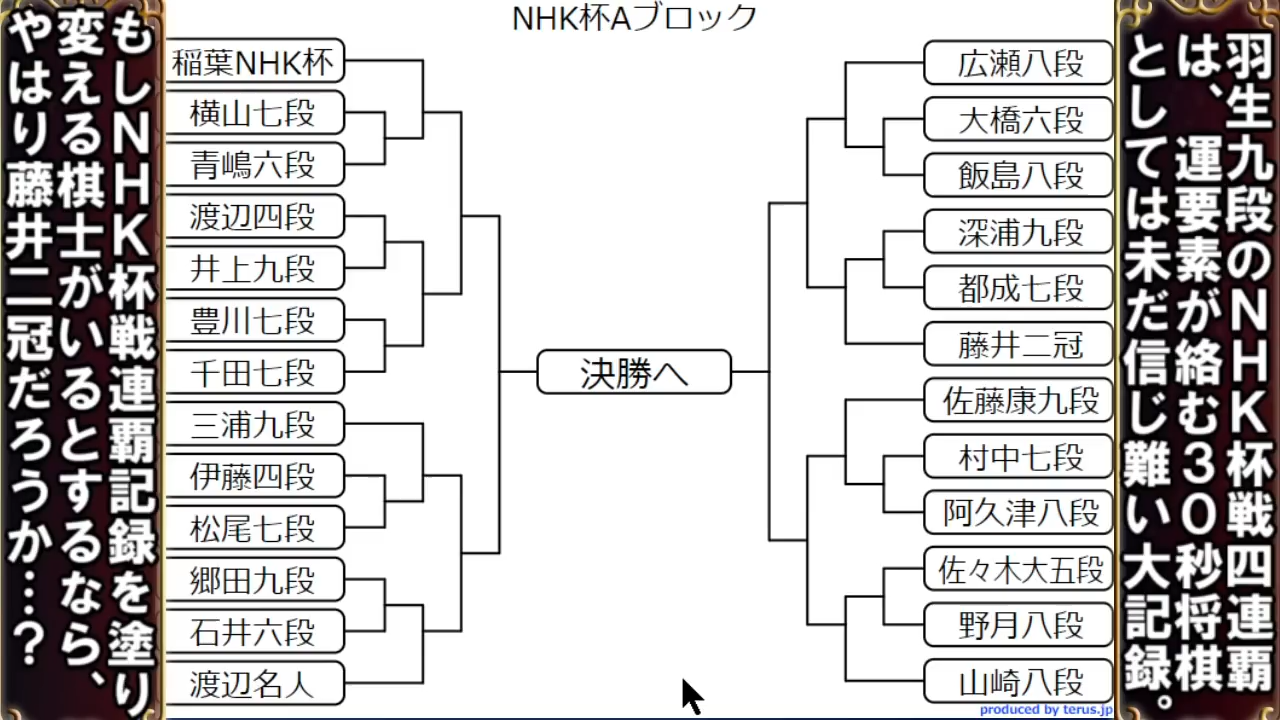 NHK杯Aブロック
もしNHK杯戦連覇記録を塗り
変える棋士がいるとするなら、
やはり藤井二冠だろうか…?
稲葉NHK杯
横山七段
青嶋六段
渡辺四段
井上九段
豊川七段
千田七段
三浦九段
伊藤四段
松尾七段
郷田九段
石井六段
渡辺名人
決勝へ
広瀬八段
大橋六段
飯島八段
深浦九段
都成七段
藤井二冠
佐藤康九段
村中七段
阿久津八段
佐々木大五段
野月八段
山崎八段
produced by terus.jp
羽生九段のNHK杯戦四連覇
は、運要素が絡む30秒将棋
としては未だ信じ難い大記録。